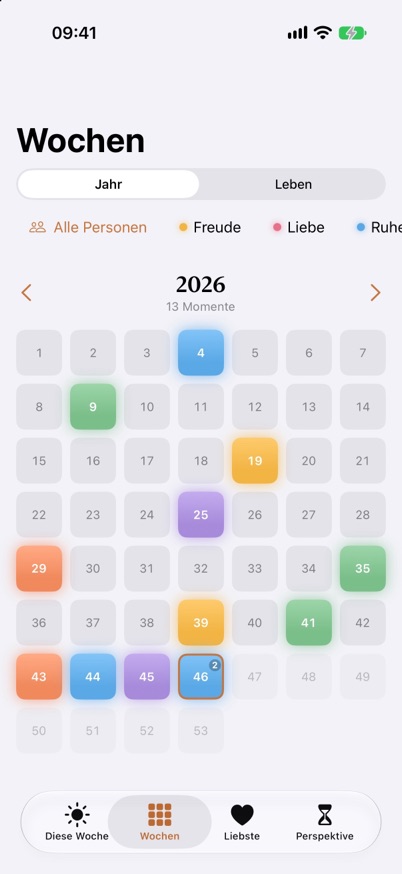 09:41
Wochen
Jahr Leben
Alle Personen Freude Liebe Ruhe
2026
13 Momente
1 2 3 4 5 6 7
8 9 10 11 12 13 14
15 16 17 18 19 20 21
22 23 24 25 26 27 28
29 30 31 32 33 34 35
36 37 38 39 40 41 42
43 44 45 46 2 47 48 49
50 51 52 53
Diese Woche Wochen Liebste Perspektive